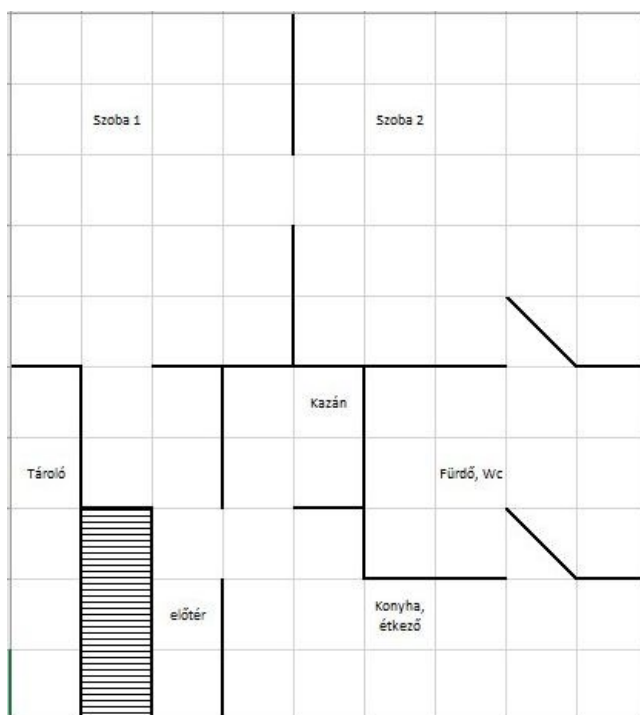 Szoba 1
Szoba 2
Kazán
Tároló
Fürdő, Wc
előtér
Konyha,
étkező